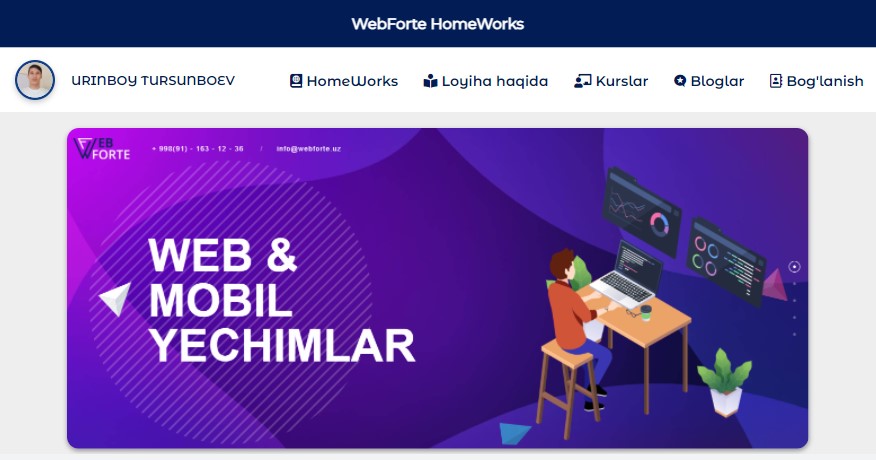 WebForte HomeWorks
URINBOY TURSUNBOEV HomeWorks Loyiha haqida Kurslar Bloglar Bog'lanish
WEB FORTE + 998(91) - 163 - 12 - 36 / info@webforte.uz
WEB &
MOBIL
YECHIMLAR